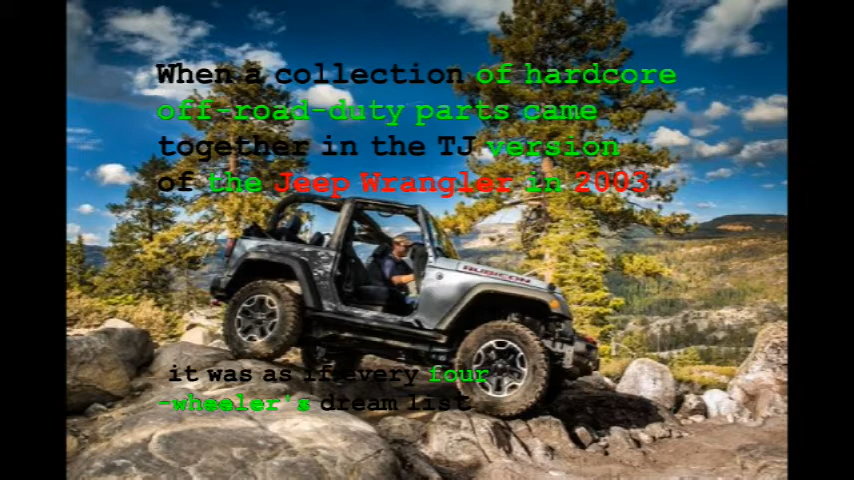 When a collection of hardcore
off-road-duty parts came
together in the TJ version
of the Jeep Wrangler in 2003
RUBICON
it was as if every four
-wheeler's dream list